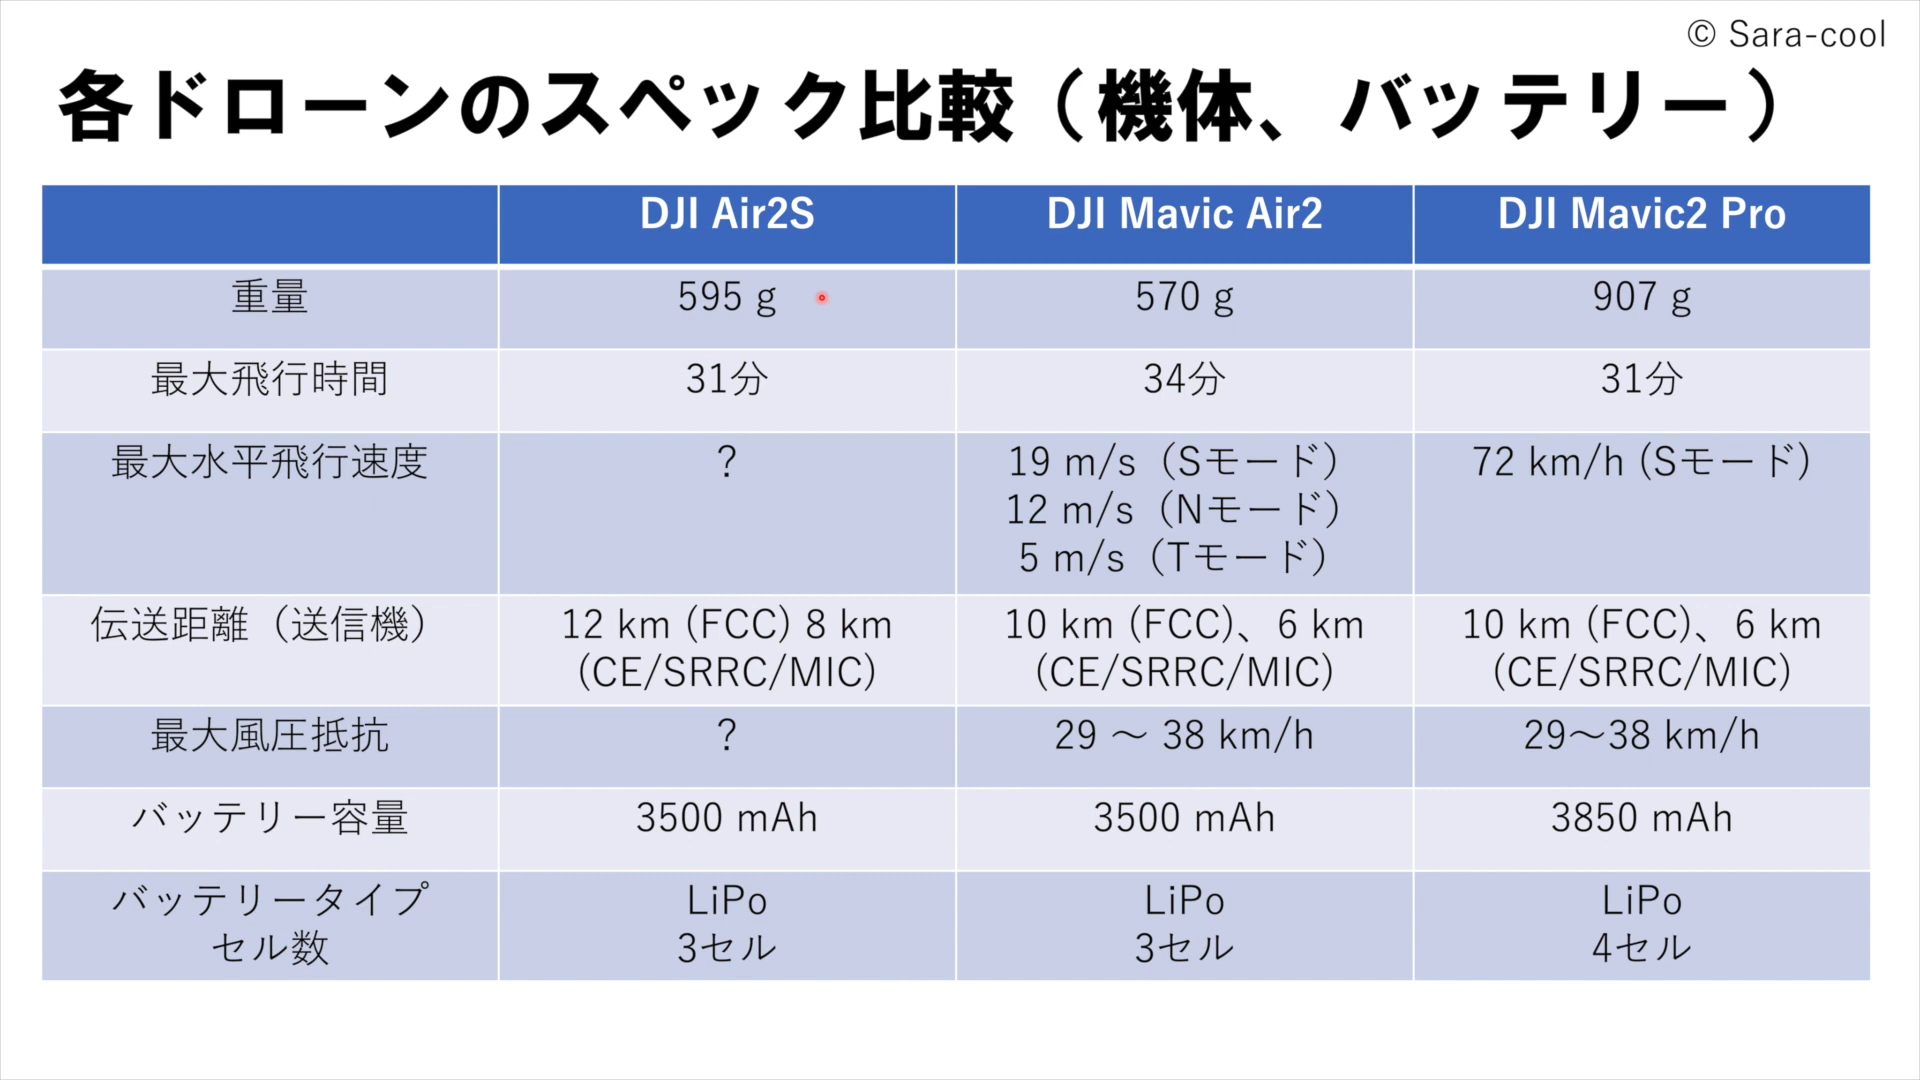 © Sara-cool
各ドローンのスペック比較（機体、バッテリー）
DJI Air2S DJI Mavic Air2 DJI Mavic2 Pro
重量 595 g 570 g 907 g
最大飛行時間 31分 34分 31分
最大水平飛行速度 ? 19 m/s（Sモード） 72 km/h (Sモード)
12 m/s（Nモード）
5 m/s（Tモード）
伝送距離（送信機） 12 km (FCC) 8 km 10 km (FCC)、6 km 10 km (FCC)、6 km
(CE/SRRC/MIC) (CE/SRRC/MIC) (CE/SRRC/MIC)
最大風圧抵抗 ? 29 〜 38 km/h 29〜38 km/h
バッテリー容量 3500 mAh 3500 mAh 3850 mAh
バッテリータイプ LiPo LiPo LiPo
セル数 3セル 3セル 4セル